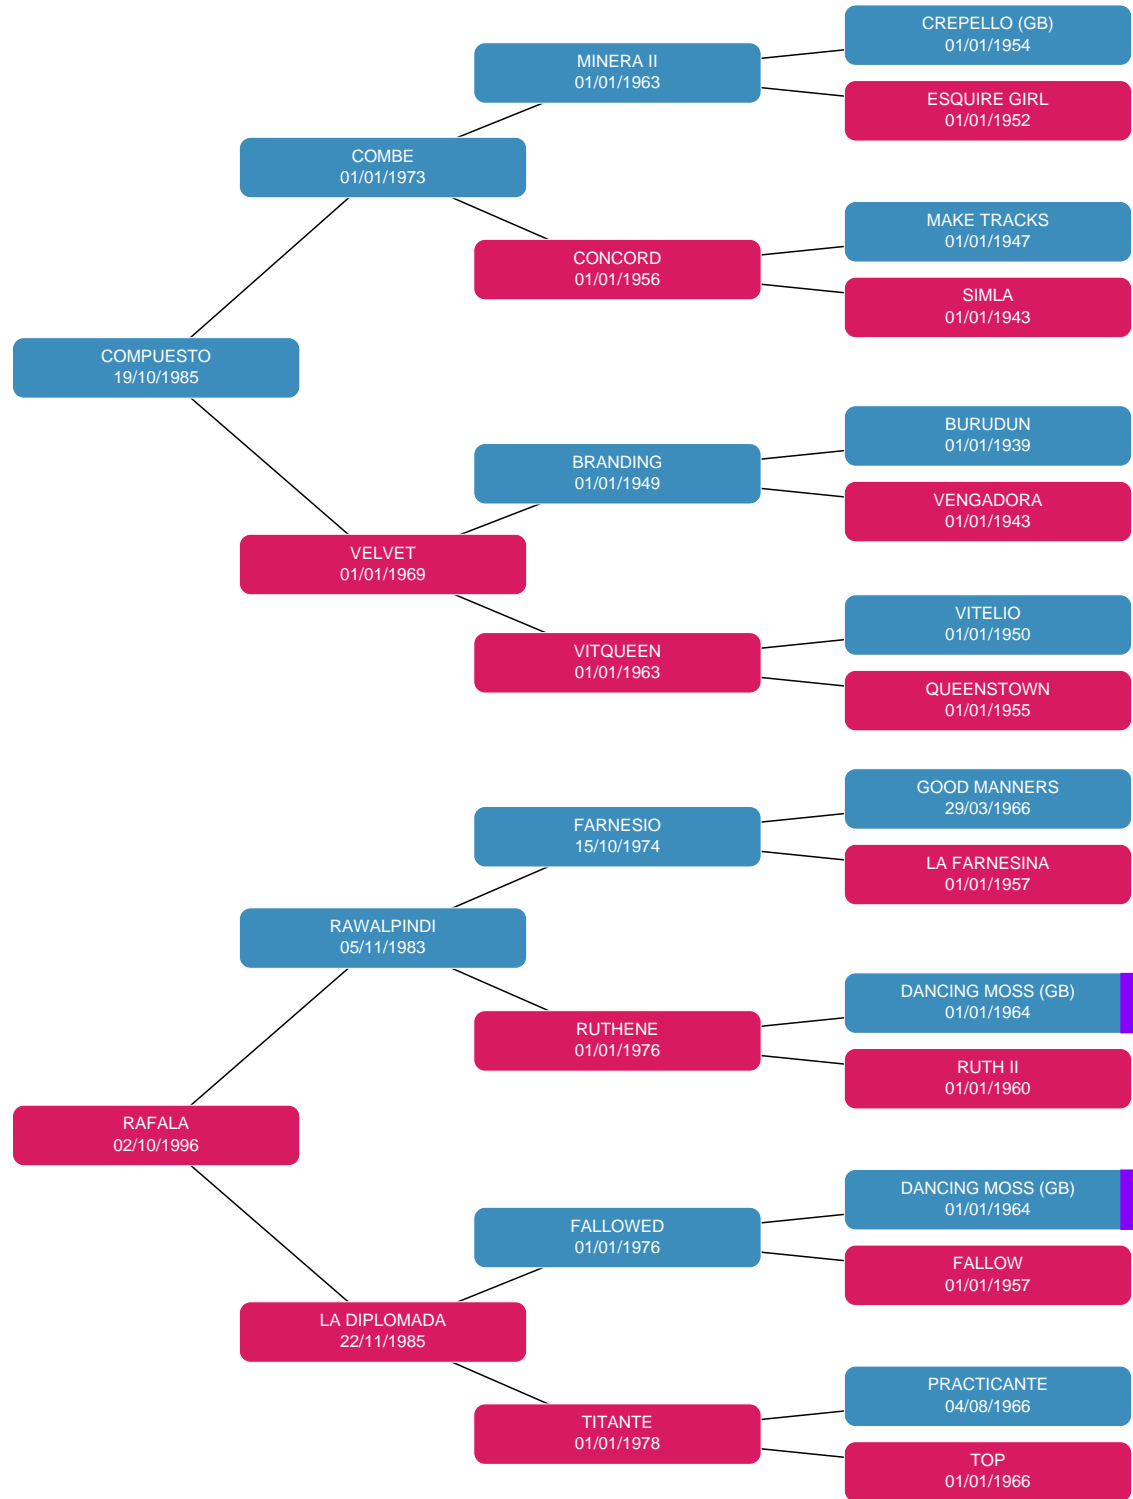 CREPELLO (GB)
01/01/1954
MINERA II
01/01/1963
ESQUIRE GIRL
01/01/1952
COMBE
01/01/1973
MAKE TRACKS
01/01/1947
CONCORD
01/01/1956
SIMLA
01/01/1943
COMPUESTO
19/10/1985
BURUDUN
01/01/1939
BRANDING
01/01/1949
VENGADORA
01/01/1943
VELVET
01/01/1969
VITELIO
01/01/1950
VITQUEEN
01/01/1963
QUEENSTOWN
01/01/1955
GOOD MANNERS
29/03/1966
FARNESIO
15/10/1974
LA FARNESINA
01/01/1957
RAWALPINDI
05/11/1983
DANCING MOSS (GB)
01/01/1964
RUTHENE
01/01/1976
RUTH II
01/01/1960
RAFALA
02/10/1996
DANCING MOSS (GB)
01/01/1964
FALLOWED
01/01/1976
FALLOW
01/01/1957
LA DIPLOMADA
22/11/1985
PRACTICANTE
04/08/1966
TITANTE
01/01/1978
TOP
01/01/1966